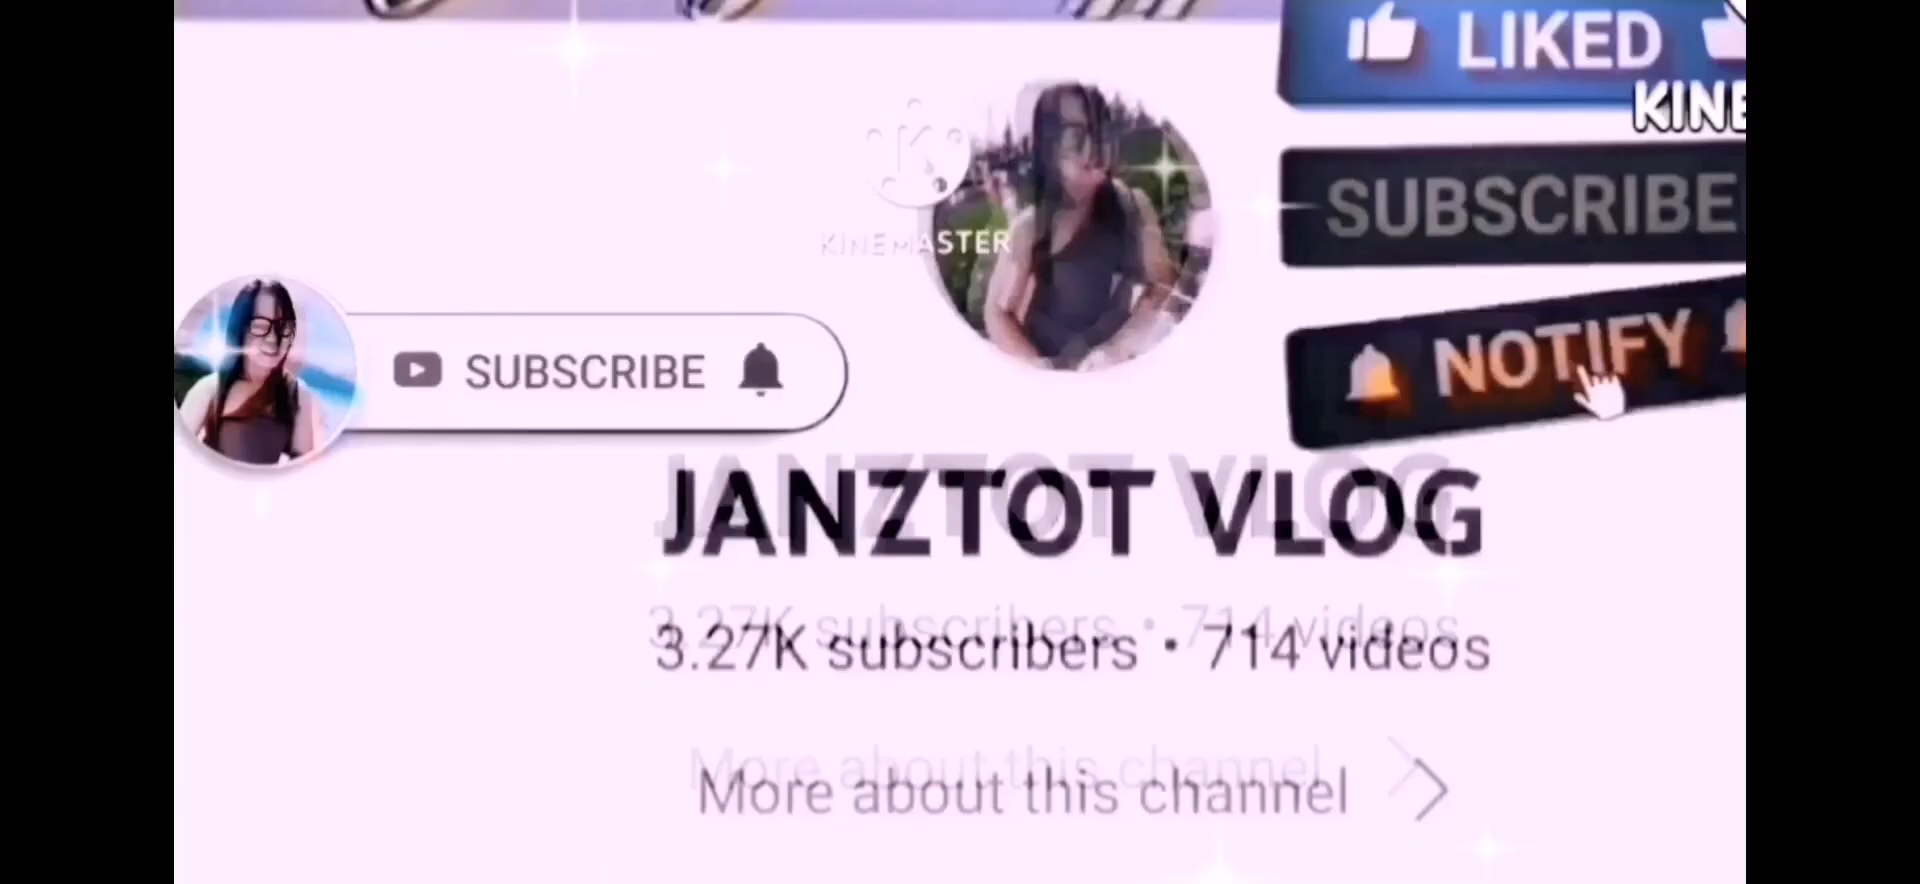 LIKED
KINE
KINEMASTER
SUBSCRIBE
NOTIFY
SUBSCRIBE
JANZTOT VLOG
3.27K subscribers • 714 videos
More about this channel